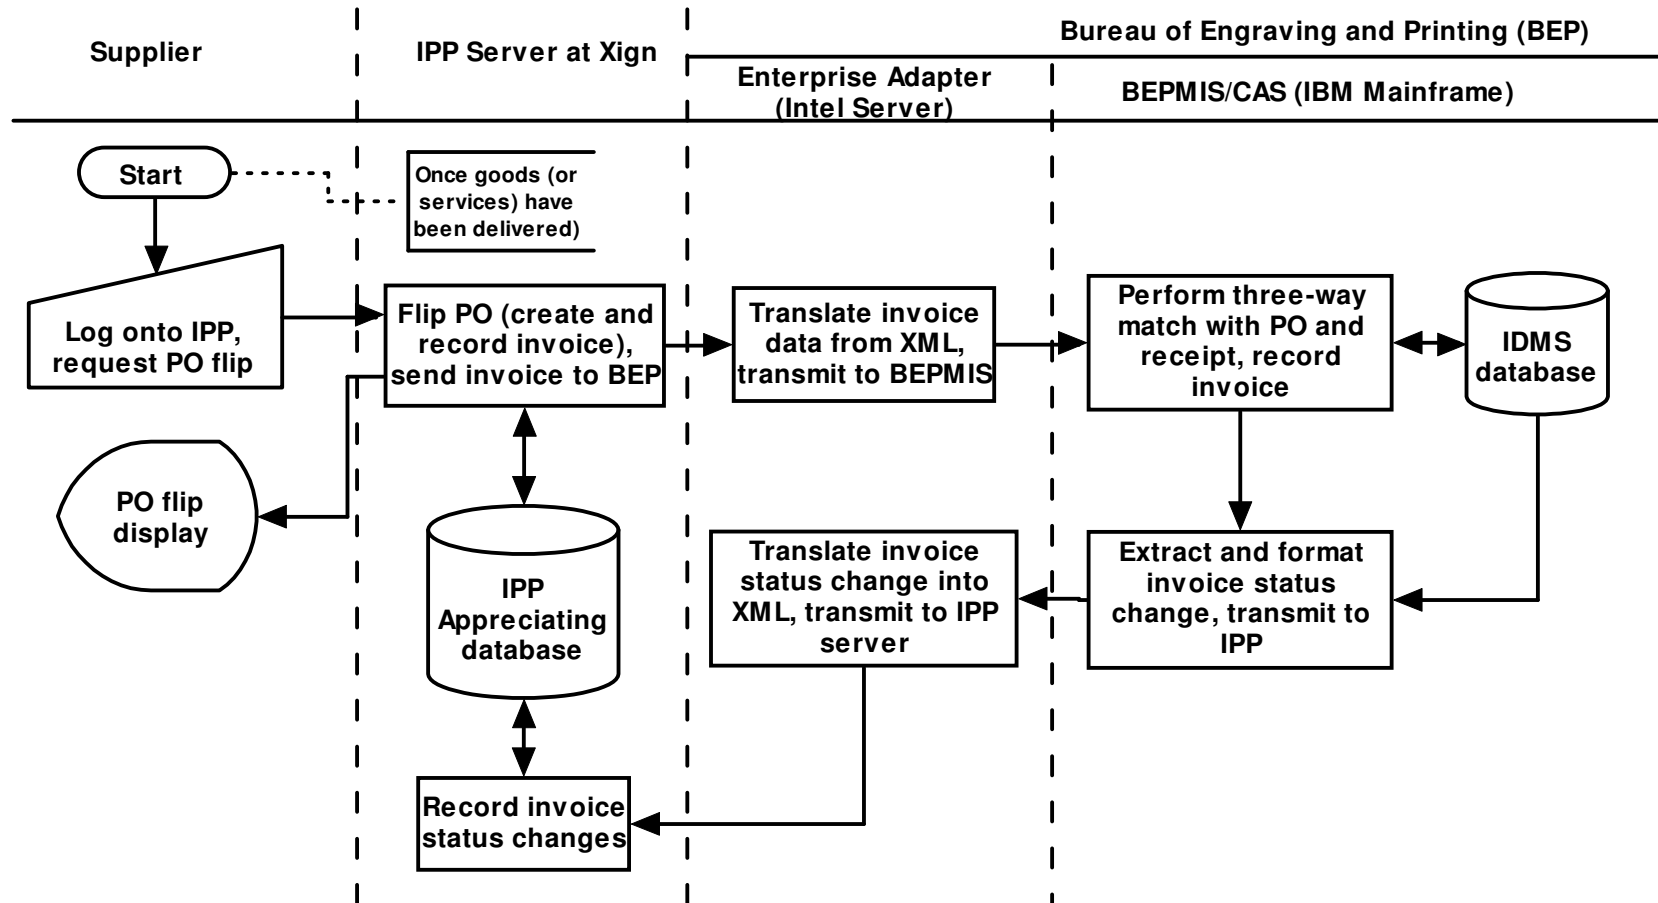 Supplier
IPP Server at Xign
Bureau of Engraving and Printing (BEP)
Enterprise Adapter
(Intel Server)
BEPMIS/CAS (IBM Mainframe)
Start
Once goods (or
services) have
been delivered)
Log onto IPP,
request PO flip
Flip PO (create and
record invoice),
send invoice to BEP
Translate invoice
data from XML,
transmit to BEPMIS
Perform three-way
match with PO and
receipt, record
invoice
IDMS
database
PO flip
display
IPP
Appreciating
database
Translate invoice
status change into
XML, transmit to IPP
server
Extract and format
invoice status
change, transmit to
IPP
Record invoice
status changes